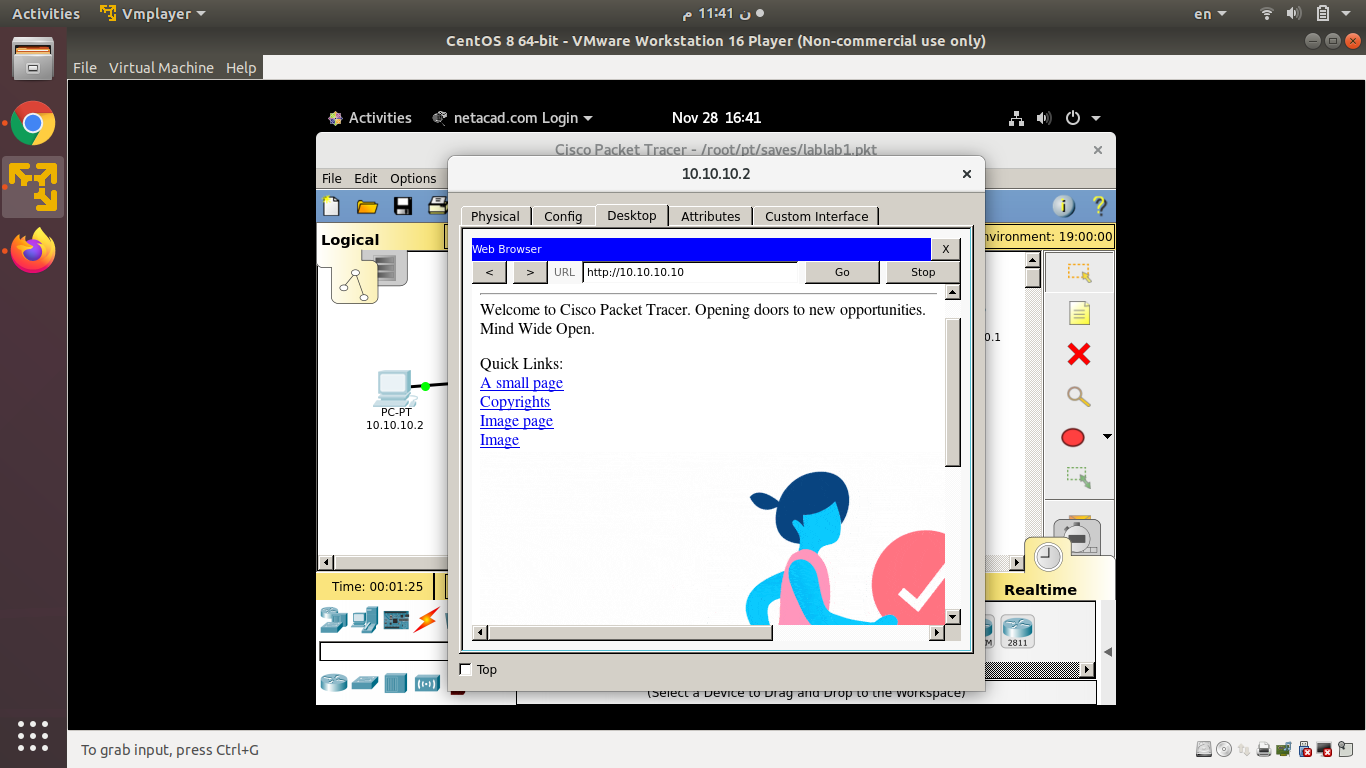 Activities
Vmplayer
ن 11:41 م
en
CentOS 8 64-bit - VMware Workstation 16 Player (Non-commercial use only)
File Virtual Machine Help
Activities
netacad.com Login
Nov 28 16:41
Cisco Packet Tracer - /root/pt/saves/lablab1.pkt
File Edit Options
10.10.10.2
Physical Config Desktop Attributes Custom Interface
Logical
nvironment: 19:00:00
Web Browser
X
< > URL http://10.10.10.10 Go Stop
Welcome to Cisco Packet Tracer. Opening doors to new opportunities.
Mind Wide Open.
Quick Links:
A small page
Copyrights
Image page
Image
PC-PT
10.10.10.2
0.1
Time: 00:01:25
Realtime
M
2811
Top
(Select a Device to Drag and Drop to the Workspace)
To grab input, press Ctrl+G